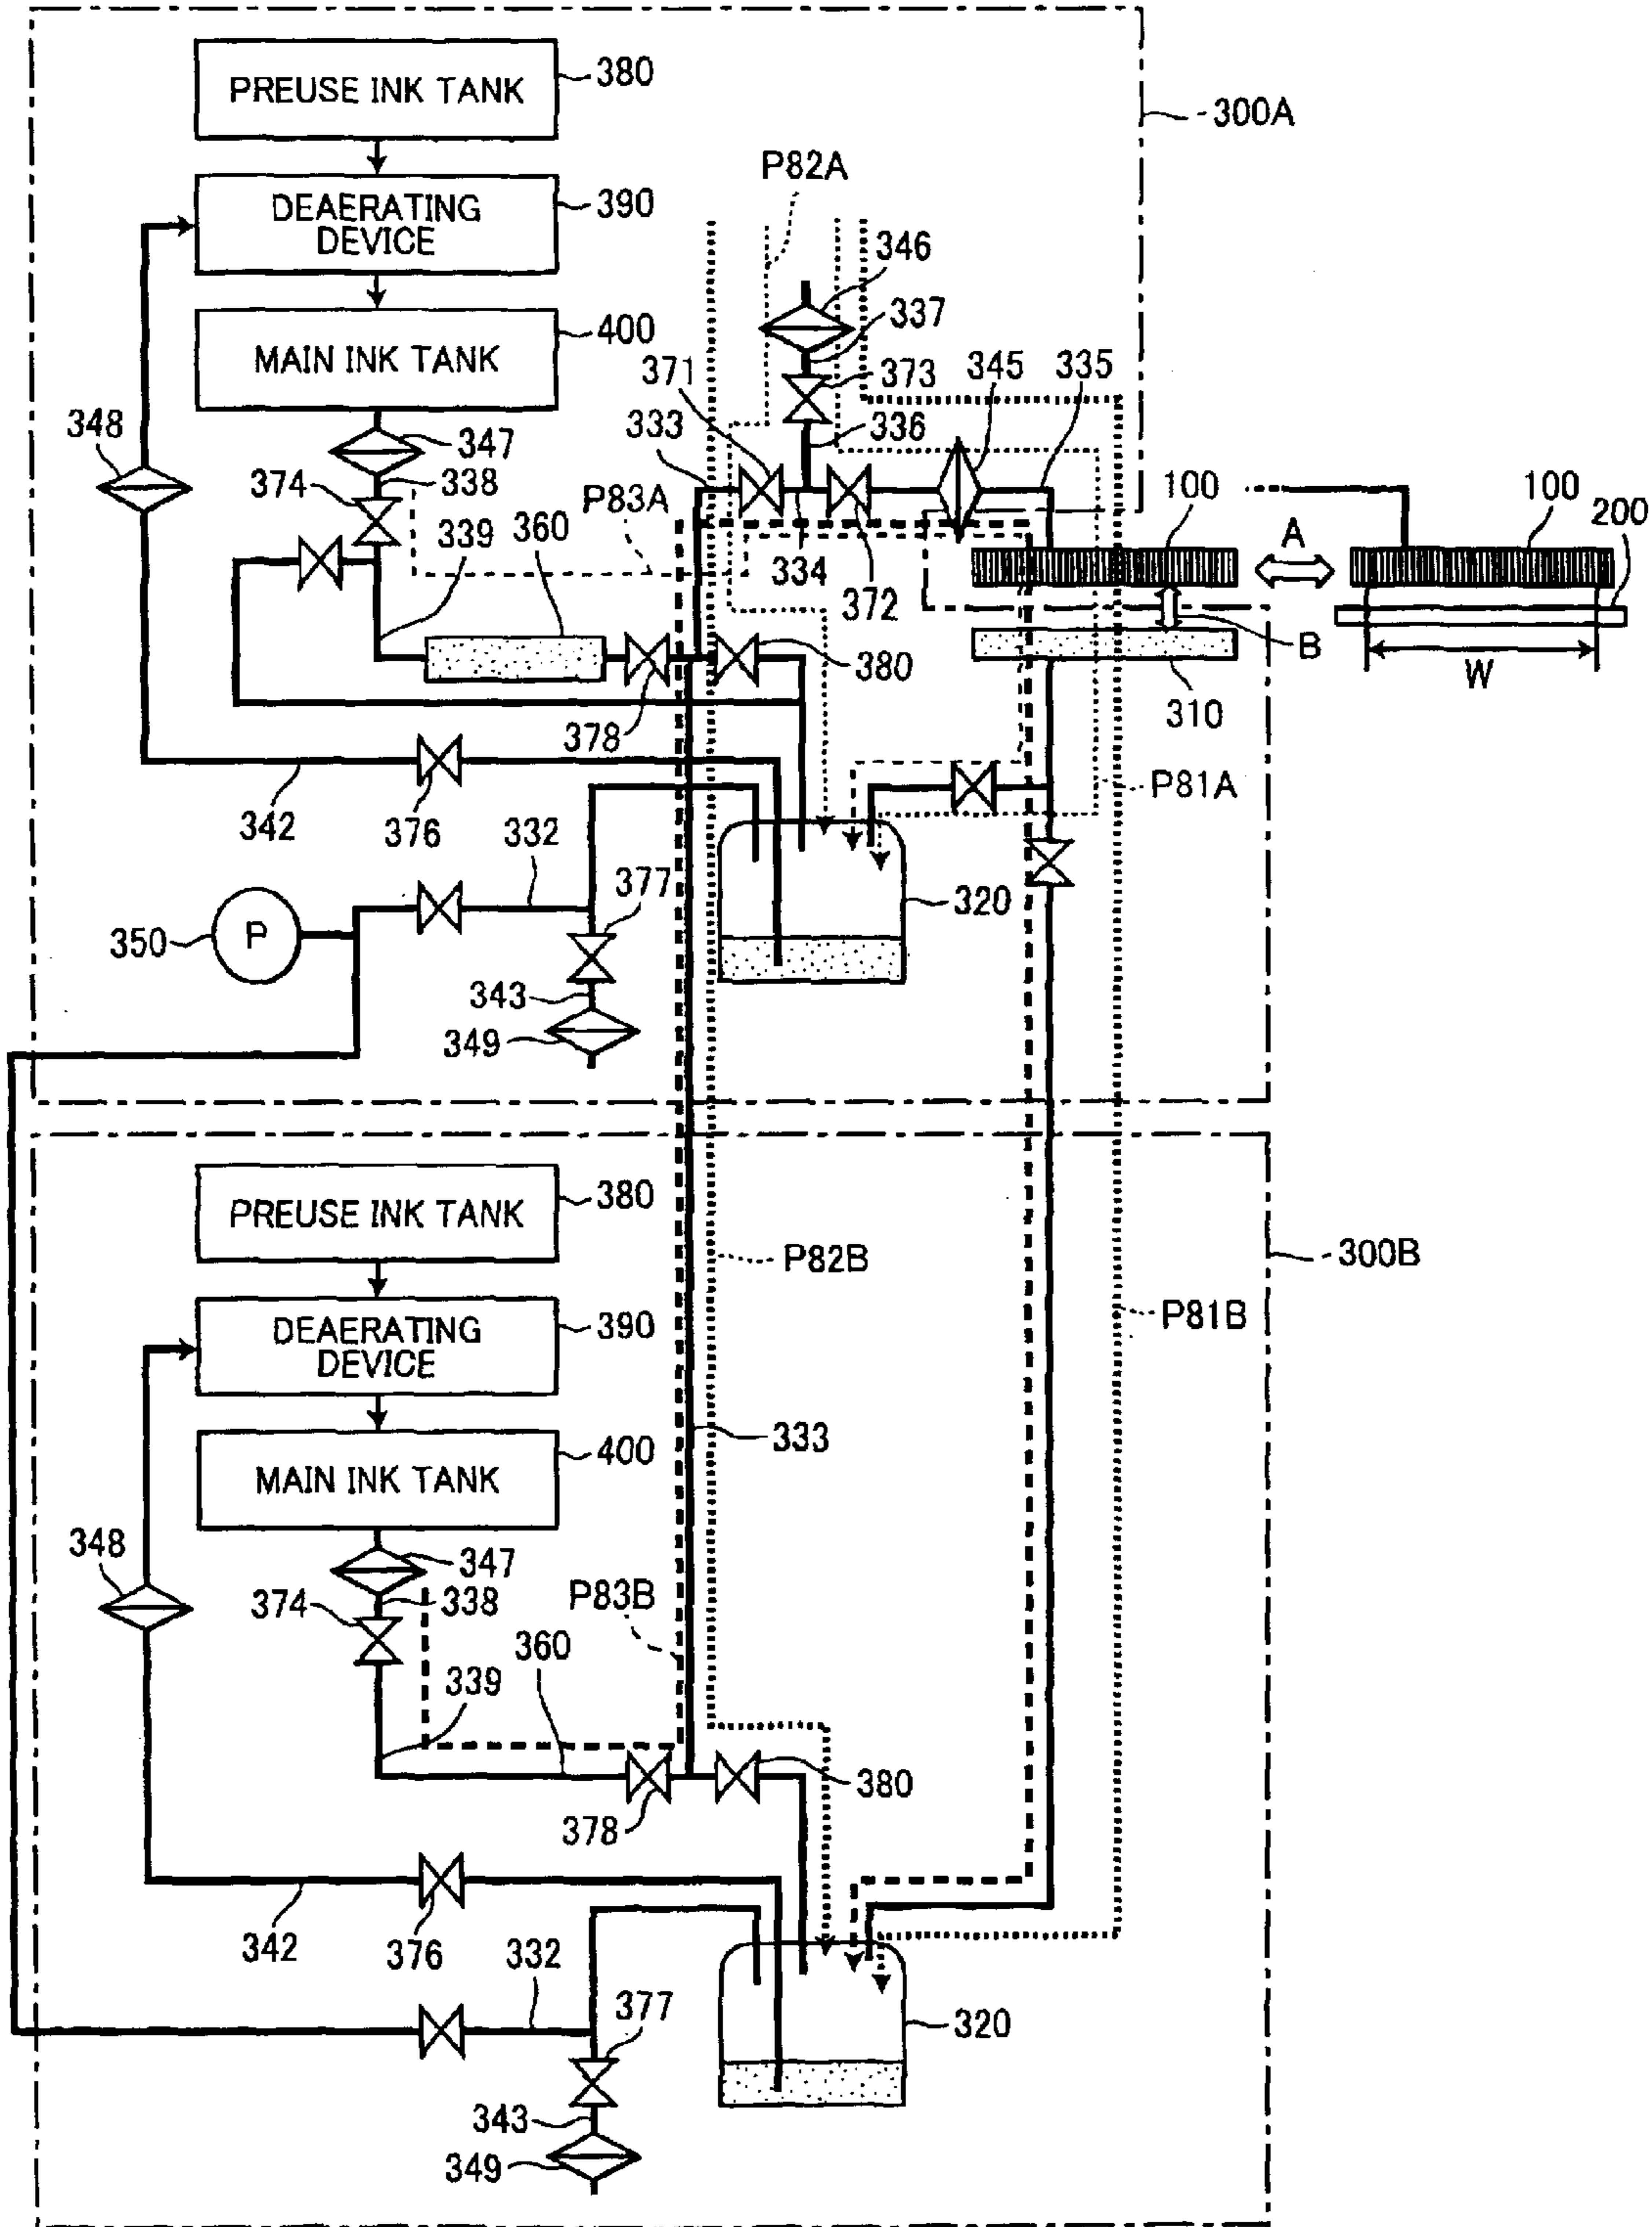 PREUSE INK TANK
380
300A
P82A
DEAERATING
DEVICE
390
346
337
MAIN INK TANK
400
371
373
345
335
348
347
333
336
374
338
P83A
100
100
200
339
360
334
372
A
380
B
W
378
310
342
376
332
P81A
377
320
350
P
343
349
PREUSE INK TANK
380
P82B
300B
DEAERATING
DEVICE
390
P81B
MAIN INK TANK
400
333
348
347
374
338
P83B
360
339
380
378
342
376
332
377
320
343
349